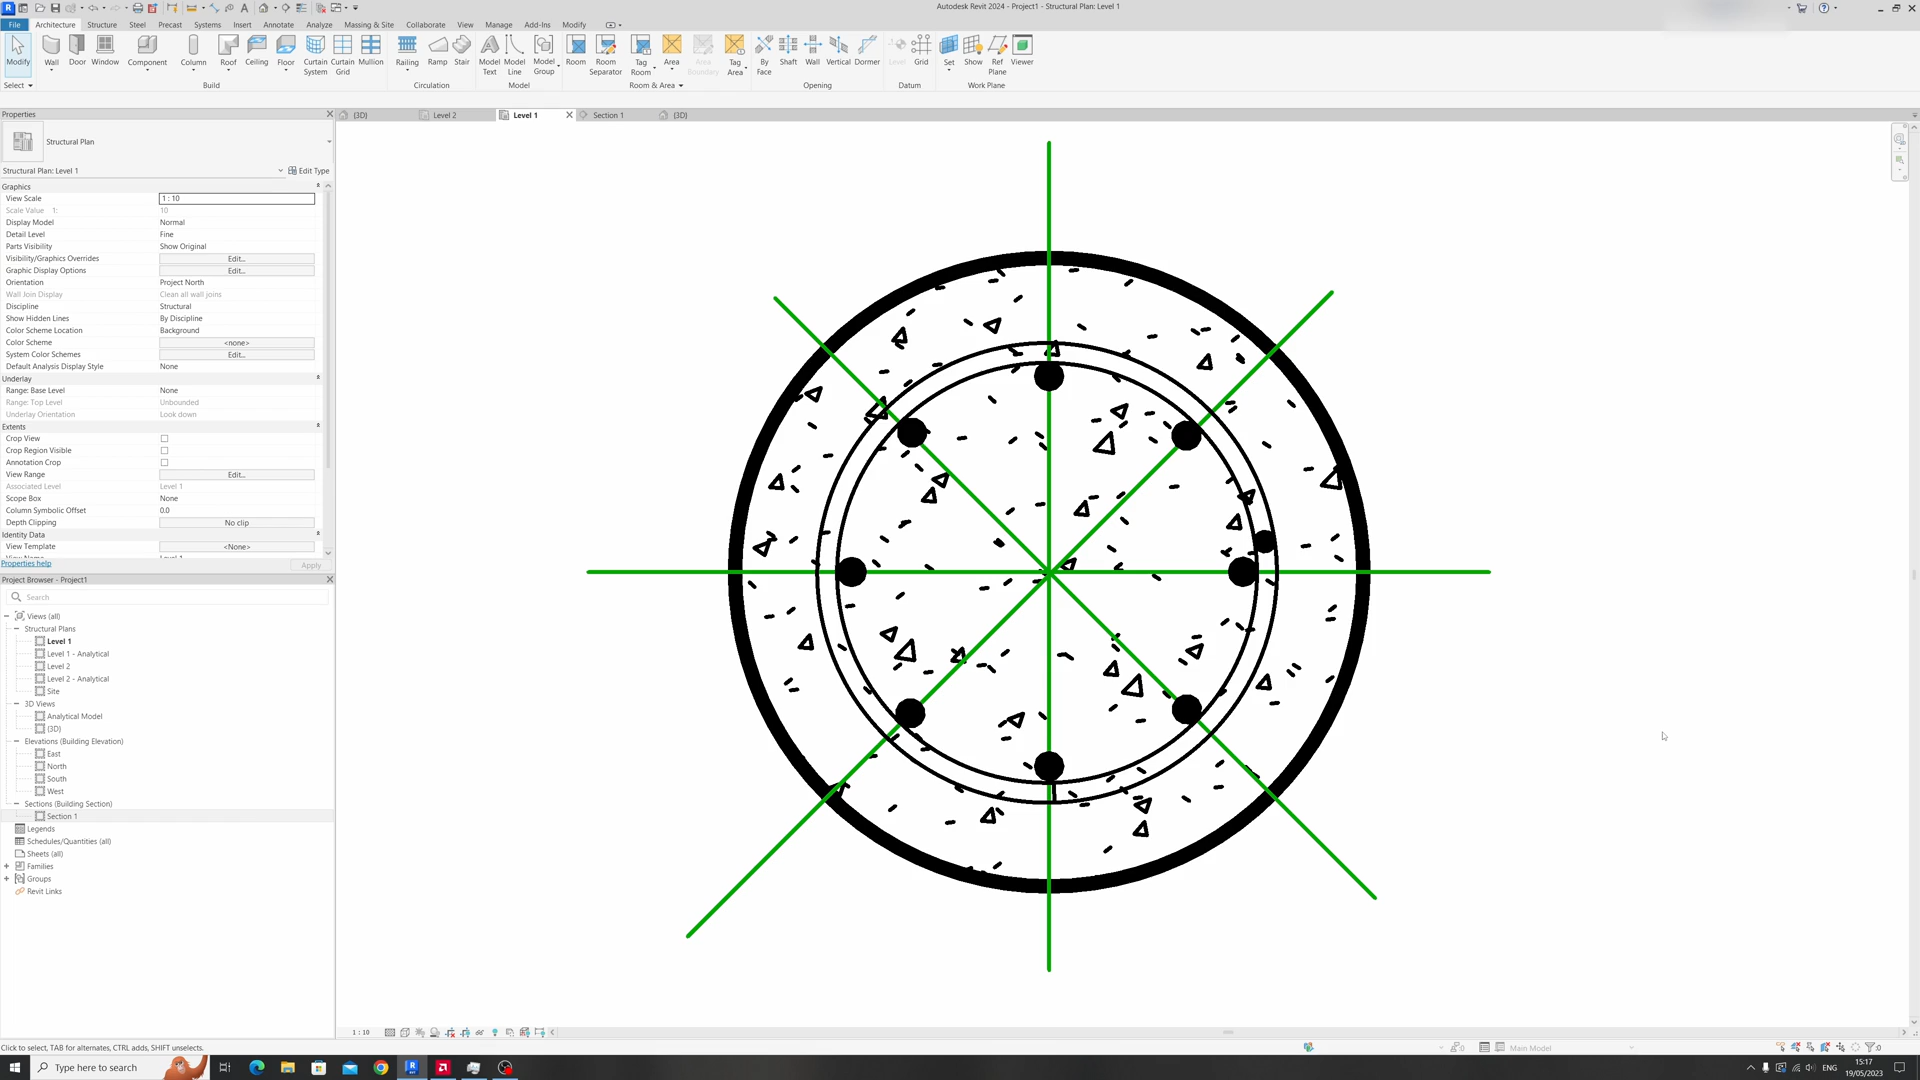 Autodesk Revit 2024 - Project1 - Structural Plan: Level 1
File Architecture Structure Steel Precast Systems Insert Annotate Analyze Massing & Site Collaborate View Manage Add-Ins Modify
Modify Wall Door Window Component Column Roof Ceiling Floor Curtain System Curtain Grid Mullion Railing Ramp Stair Model Text Model Line Model Group Room Room Separator Tag Room Area Area Boundary Tag Area By Face Shaft Wall Vertical Dormer Level Grid Set Show Ref Plane Viewer
Select Build Circulation Model Room & Area Opening Datum Work Plane
Properties
{3D} Level 2 Level 1 Section 1 {3D}
Structural Plan
Structural Plan: Level 1 Edit Type
Graphics
View Scale 1 : 10
Scale Value 1: 10
Display Model Normal
Detail Level Fine
Parts Visibility Show Original
Visibility/Graphics Overrides Edit...
Graphic Display Options Edit...
Orientation Project North
Wall Join Display Clean all wall joins
Discipline Structural
Show Hidden Lines By Discipline
Color Scheme Location Background
Color Scheme <none>
System Color Schemes Edit...
Default Analysis Display Style None
Underlay
Range: Base Level None
Range: Top Level Unbounded
Underlay Orientation Look down
Extents
Crop View
Crop Region Visible
Annotation Crop
View Range Edit...
Associated Level Level 1
Scope Box None
Column Symbolic Offset 0.0
Depth Clipping No clip
Identity Data
View Template <None>
View Name Level 1
Properties help Apply
Project Browser - Project1
Search
Views (all)
Structural Plans
Level 1
Level 1 - Analytical
Level 2
Level 2 - Analytical
Site
3D Views
Analytical Model
{3D}
Elevations (Building Elevation)
East
North
South
West
Sections (Building Section)
Section 1
Legends
Schedules/Quantities (all)
Sheets (all)
Families
Groups
Revit Links
1 : 10
Click to select, TAB for alternates, CTRL adds, SHIFT unselects.
:0 Main Model :0
Type here to search
ENG
15:17
19/05/2023